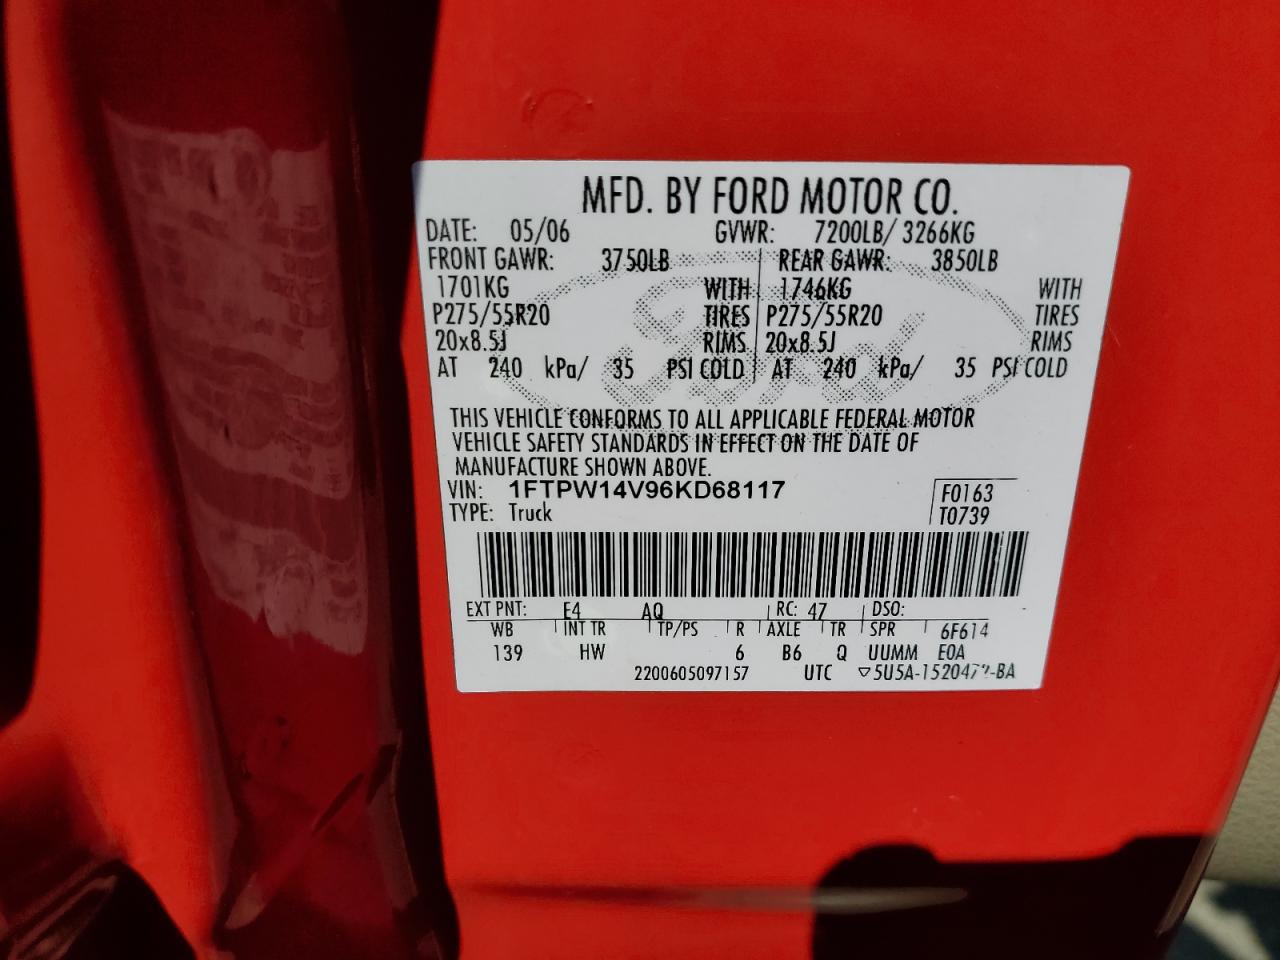 MFD. BY FORD MOTOR CO.
DATE: 05/06 GVWR: 7200LB/ 3266KG
FRONT GAWR: 3750LB REAR GAWR: 3850LB
1701KG WITH 1746KG WITH
P275/55R20 TIRES P275/55R20 TIRES
20x8.5J RIMS 20x8.5J RIMS
AT 240 kPa/ 35 PSI COLD AT 240 kPa/ 35 PSI COLD
THIS VEHICLE CONFORMS TO ALL APPLICABLE FEDERAL MOTOR
VEHICLE SAFETY STANDARDS IN EFFECT ON THE DATE OF
MANUFACTURE SHOWN ABOVE.
VIN: 1FTPW14V96KD68117 F0163
TYPE: Truck T0739
EXT PNT: E4 AQ RC: 47 DSO:
WB INT TR TP/PS R AXLE TR SPR 6F614
139 HW 6 B6 Q UUMM E0A
2200605097157 UTC